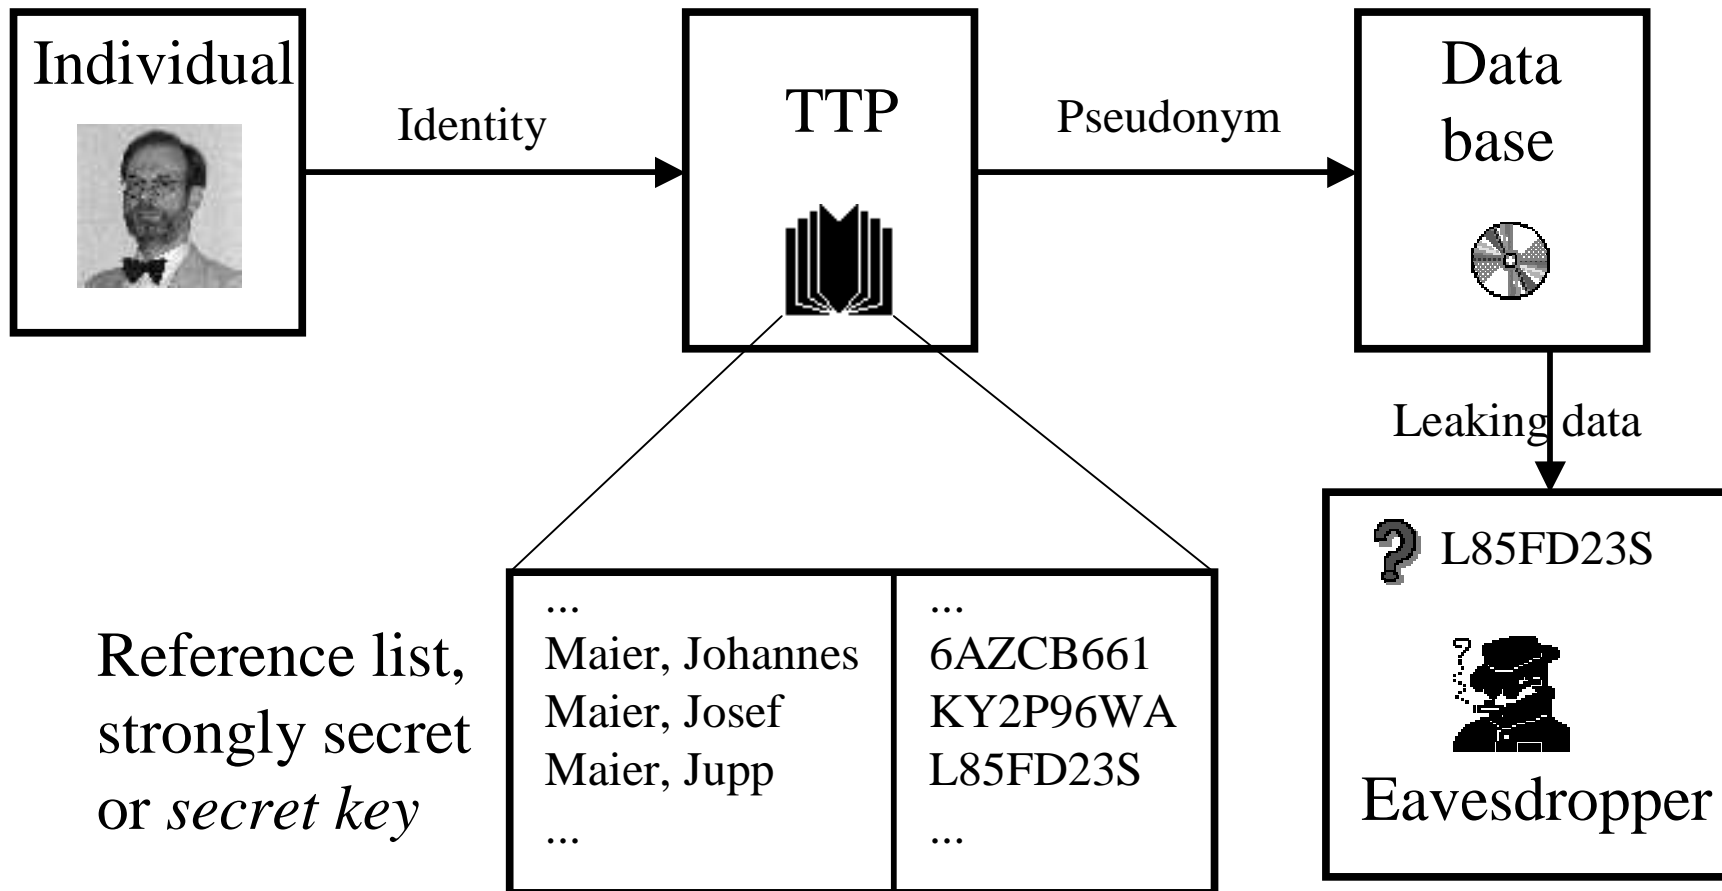 Individual
Identity
TTP
Pseudonym
Data
base
Leaking data
? L85FD23S
Eavesdropper
Reference list,
strongly secret
or secret key
... ...
Maier, Johannes 6AZCB661
Maier, Josef KY2P96WA
Maier, Jupp L85FD23S
... ...